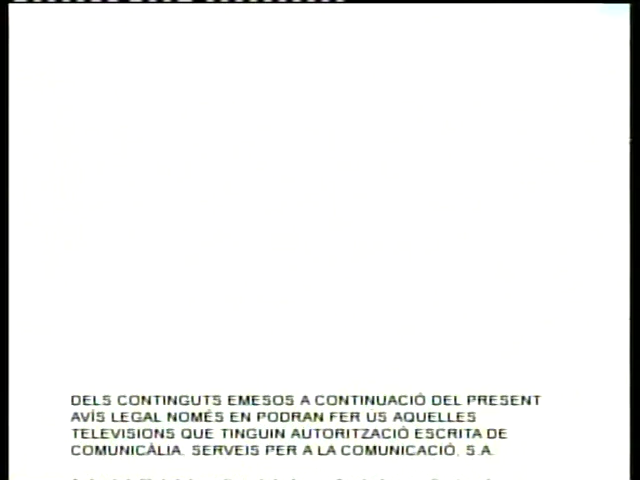 DELS CONTINGUTS EMESOS A CONTINUACIÓ DEL PRESENT
AVÍS LEGAL NOMÉS EN PODRAN FER ÚS AQUELLES
TELEVISIONS QUE TINGUIN AUTORITZACIÓ ESCRITA DE
COMUNICÀLIA. SERVEIS PER A LA COMUNICACIÓ, S.A.